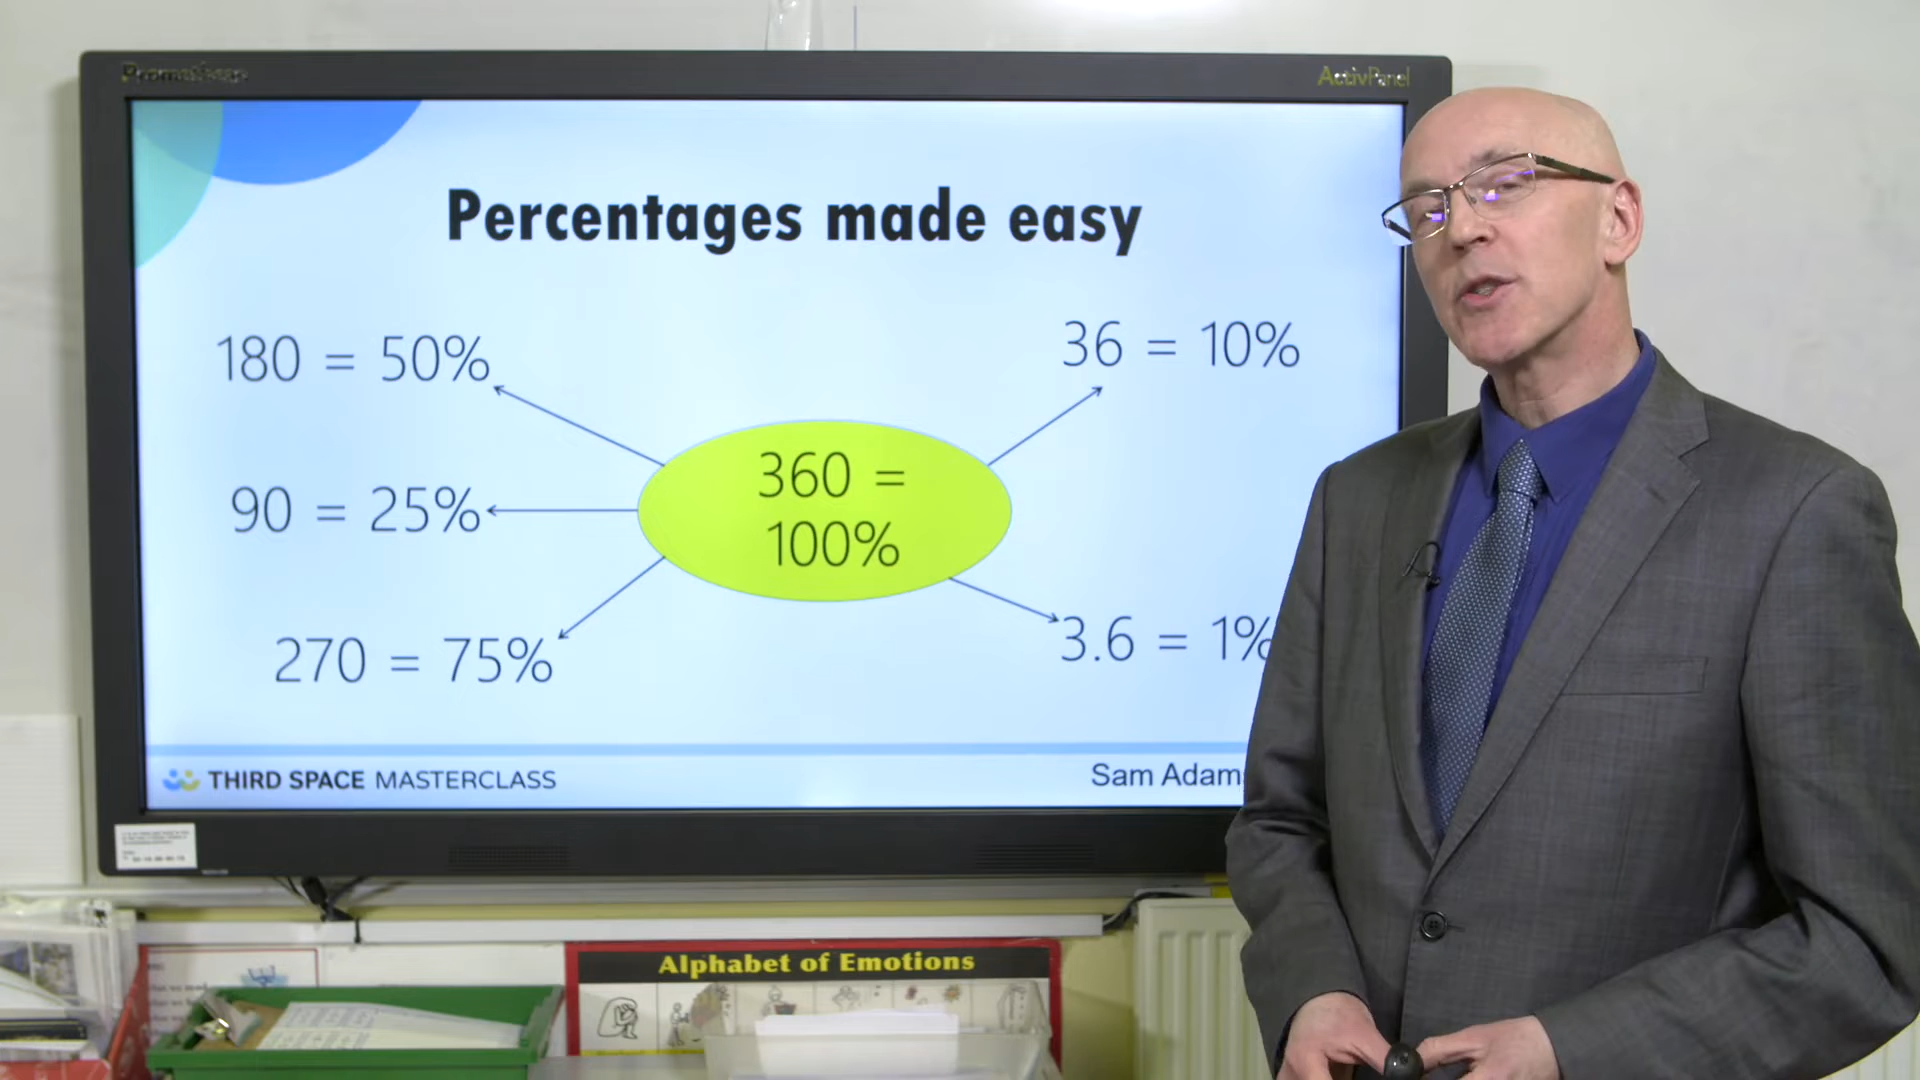 Promethean
ActivPanel
Percentages made easy
180 = 50%
36 = 10%
360 =
100%
90 = 25%
270 = 75%
3.6 = 1%
THIRD SPACE MASTERCLASS
Sam Adams
Alphabet of Emotions